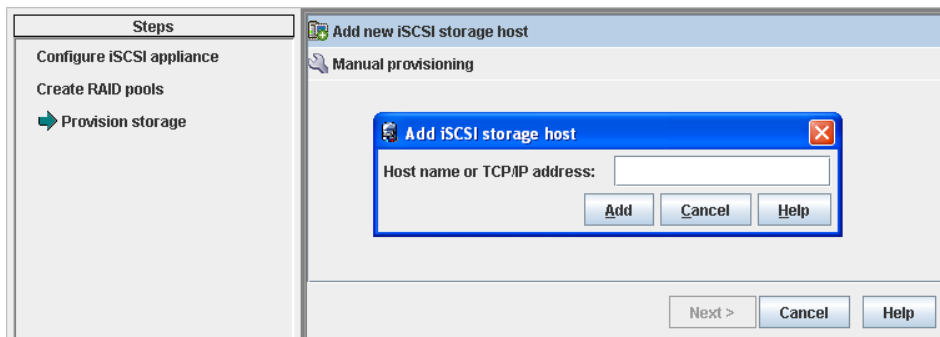 Steps
Configure iSCSI appliance
Create RAID pools
Provision storage
Add new iSCSI storage host
Manual provisioning
Add iSCSI storage host
Host name or TCP/IP address:
Add Cancel Help
Next > Cancel Help